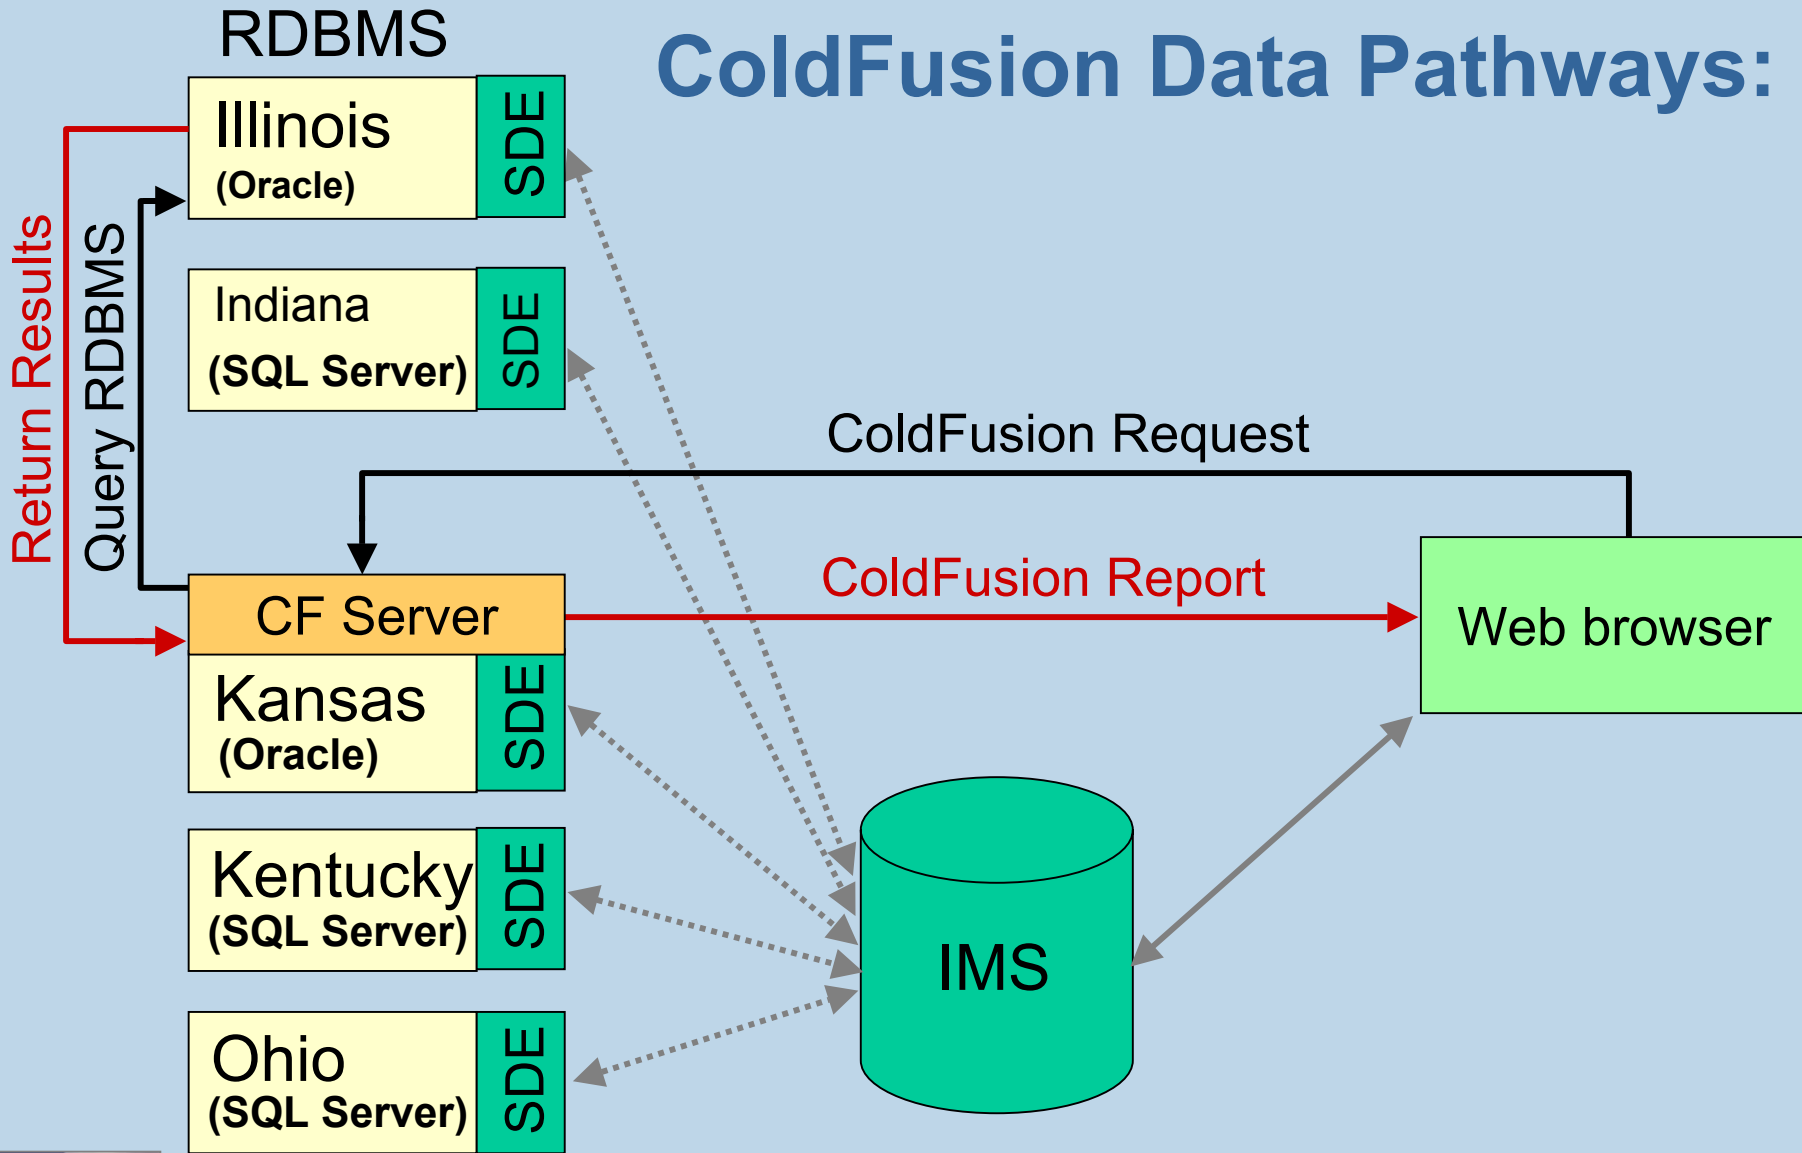 RDBMS
ColdFusion Data Pathways:
Illinois
(Oracle)
SDE
Return Results
Query RDBMS
Indiana
(SQL Server)
SDE
ColdFusion Request
CF Server
ColdFusion Report
Web browser
Kansas
(Oracle)
SDE
Kentucky
(SQL Server)
SDE
IMS
Ohio
(SQL Server)
SDE